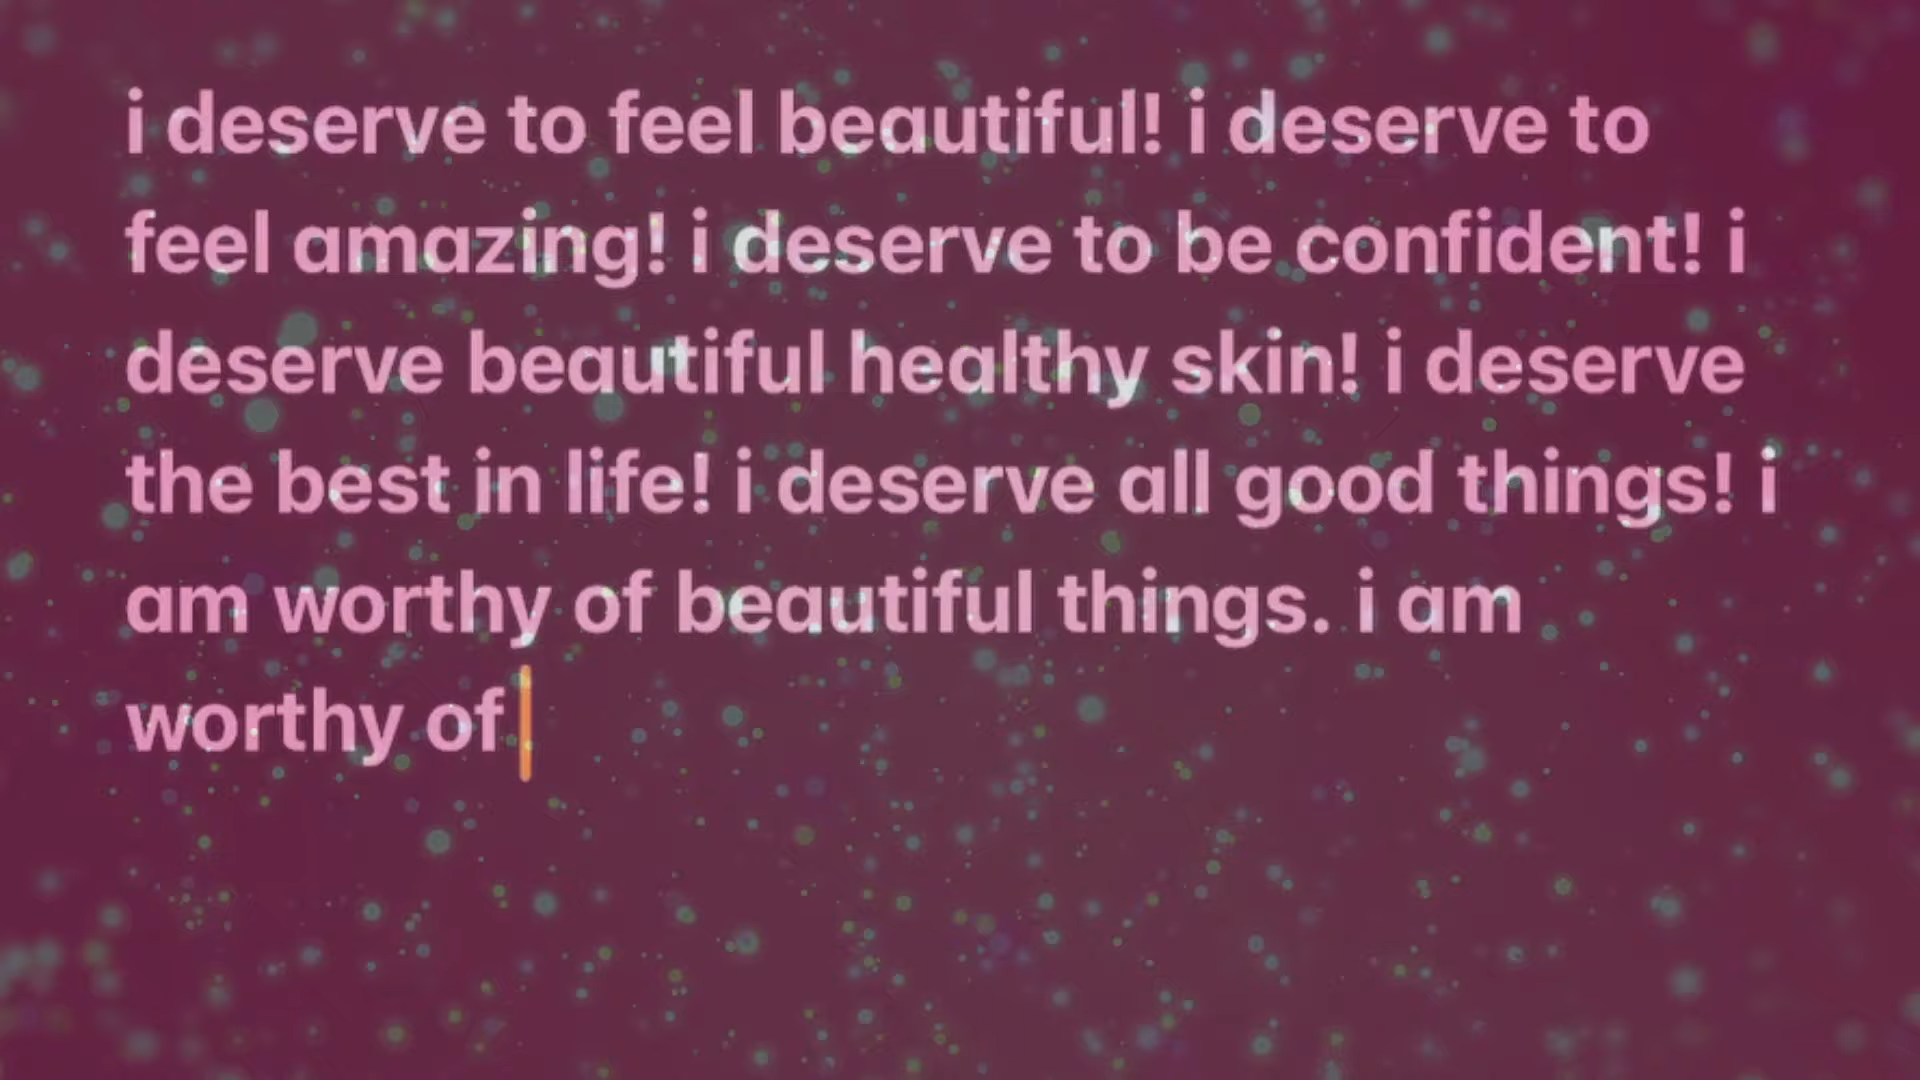 i deserve to feel beautiful! i deserve to
feel amazing! i deserve to be confident! i
deserve beautiful healthy skin! i deserve
the best in life! i deserve all good things! i
am worthy of beautiful things. i am
worthy of